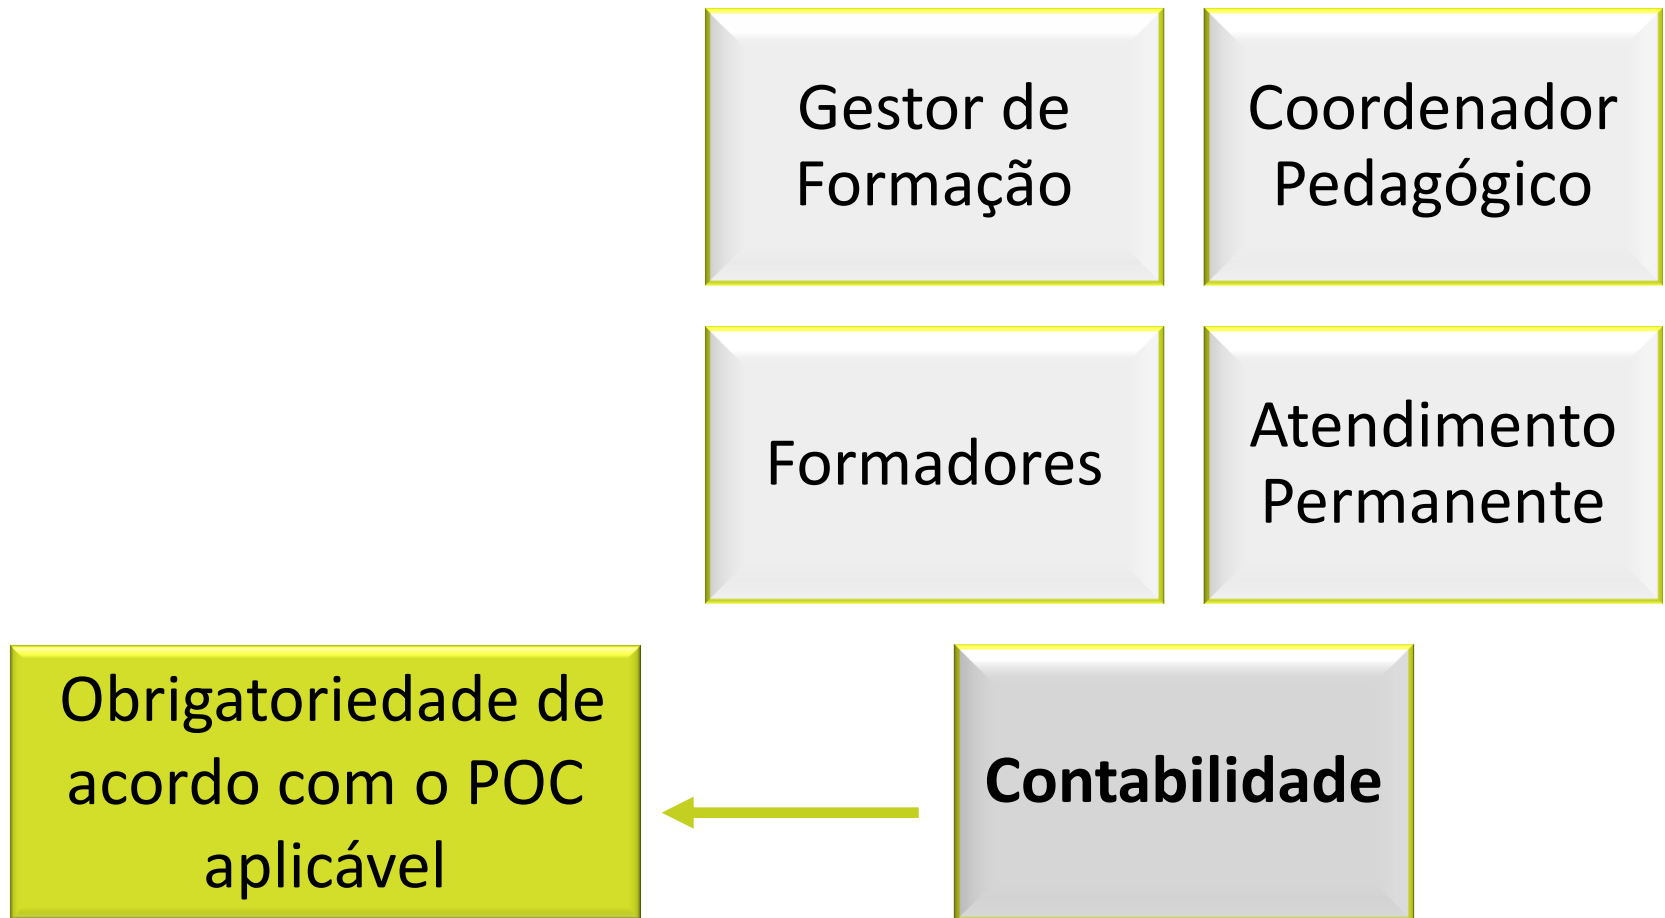 Gestor de
Formação
Coordenador
Pedagógico
Formadores
Atendimento
Permanente
Obrigatoriedade de
acordo com o POC
aplicável
Contabilidade